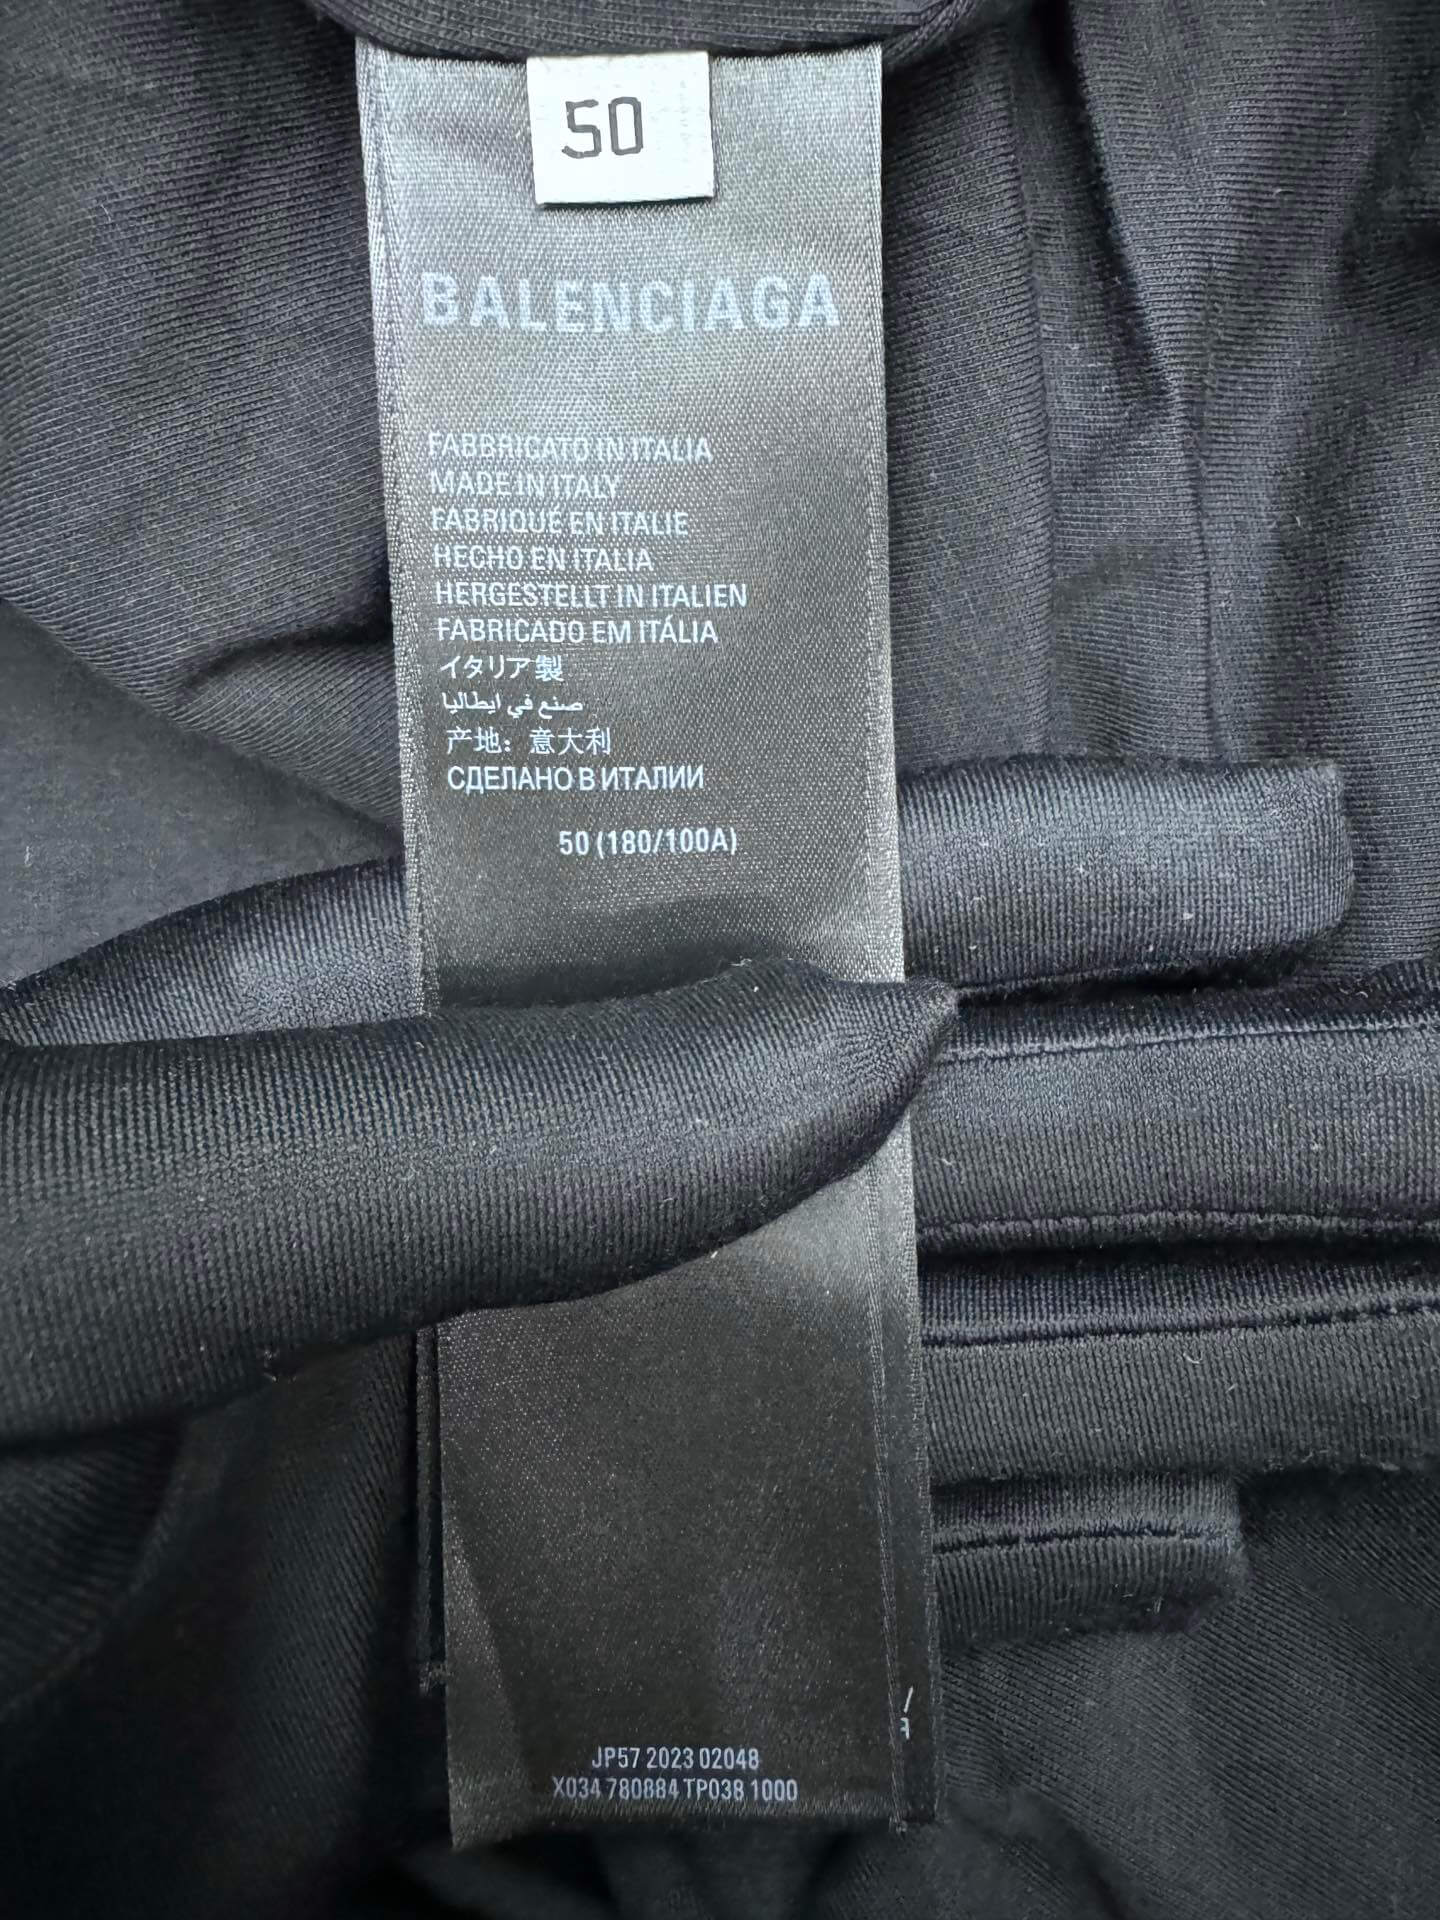 50
BALENCIAGA
FABBRICATO IN ITALIA
MADE IN ITALY
FABRIQUÉ EN ITALIE
HECHO EN ITALIA
HERGESTELLT IN ITALIEN
FABRICADO EM ITÁLIA
イタリア製
صنع في ايطاليا
产地：意大利
СДЕЛАНО В ИТАЛИИ
50 (180/100A)
JP57 2023 02048
X034 780884 TP038 1000